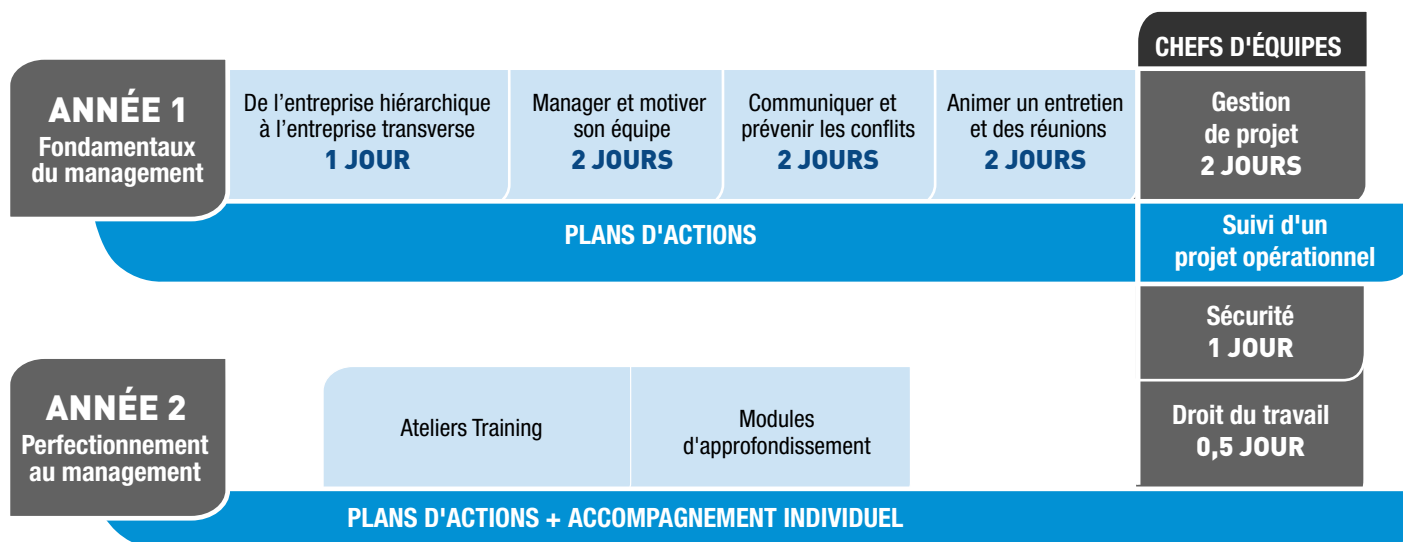 CHEFS D'ÉQUIPES
ANNÉE 1
Fondamentaux
du management
De l’entreprise hiérarchique
à l’entreprise transverse
1 JOUR
Manager et motiver
son équipe
2 JOURS
Communiquer et
prévenir les conflits
2 JOURS
Animer un entretien
et des réunions
2 JOURS
Gestion
de projet
2 JOURS
PLANS D'ACTIONS
Suivi d'un
projet opérationnel
Sécurité
1 JOUR
ANNÉE 2
Perfectionnement
au management
Ateliers Training
Modules
d'approfondissement
Droit du travail
0,5 JOUR
PLANS D'ACTIONS + ACCOMPAGNEMENT INDIVIDUEL